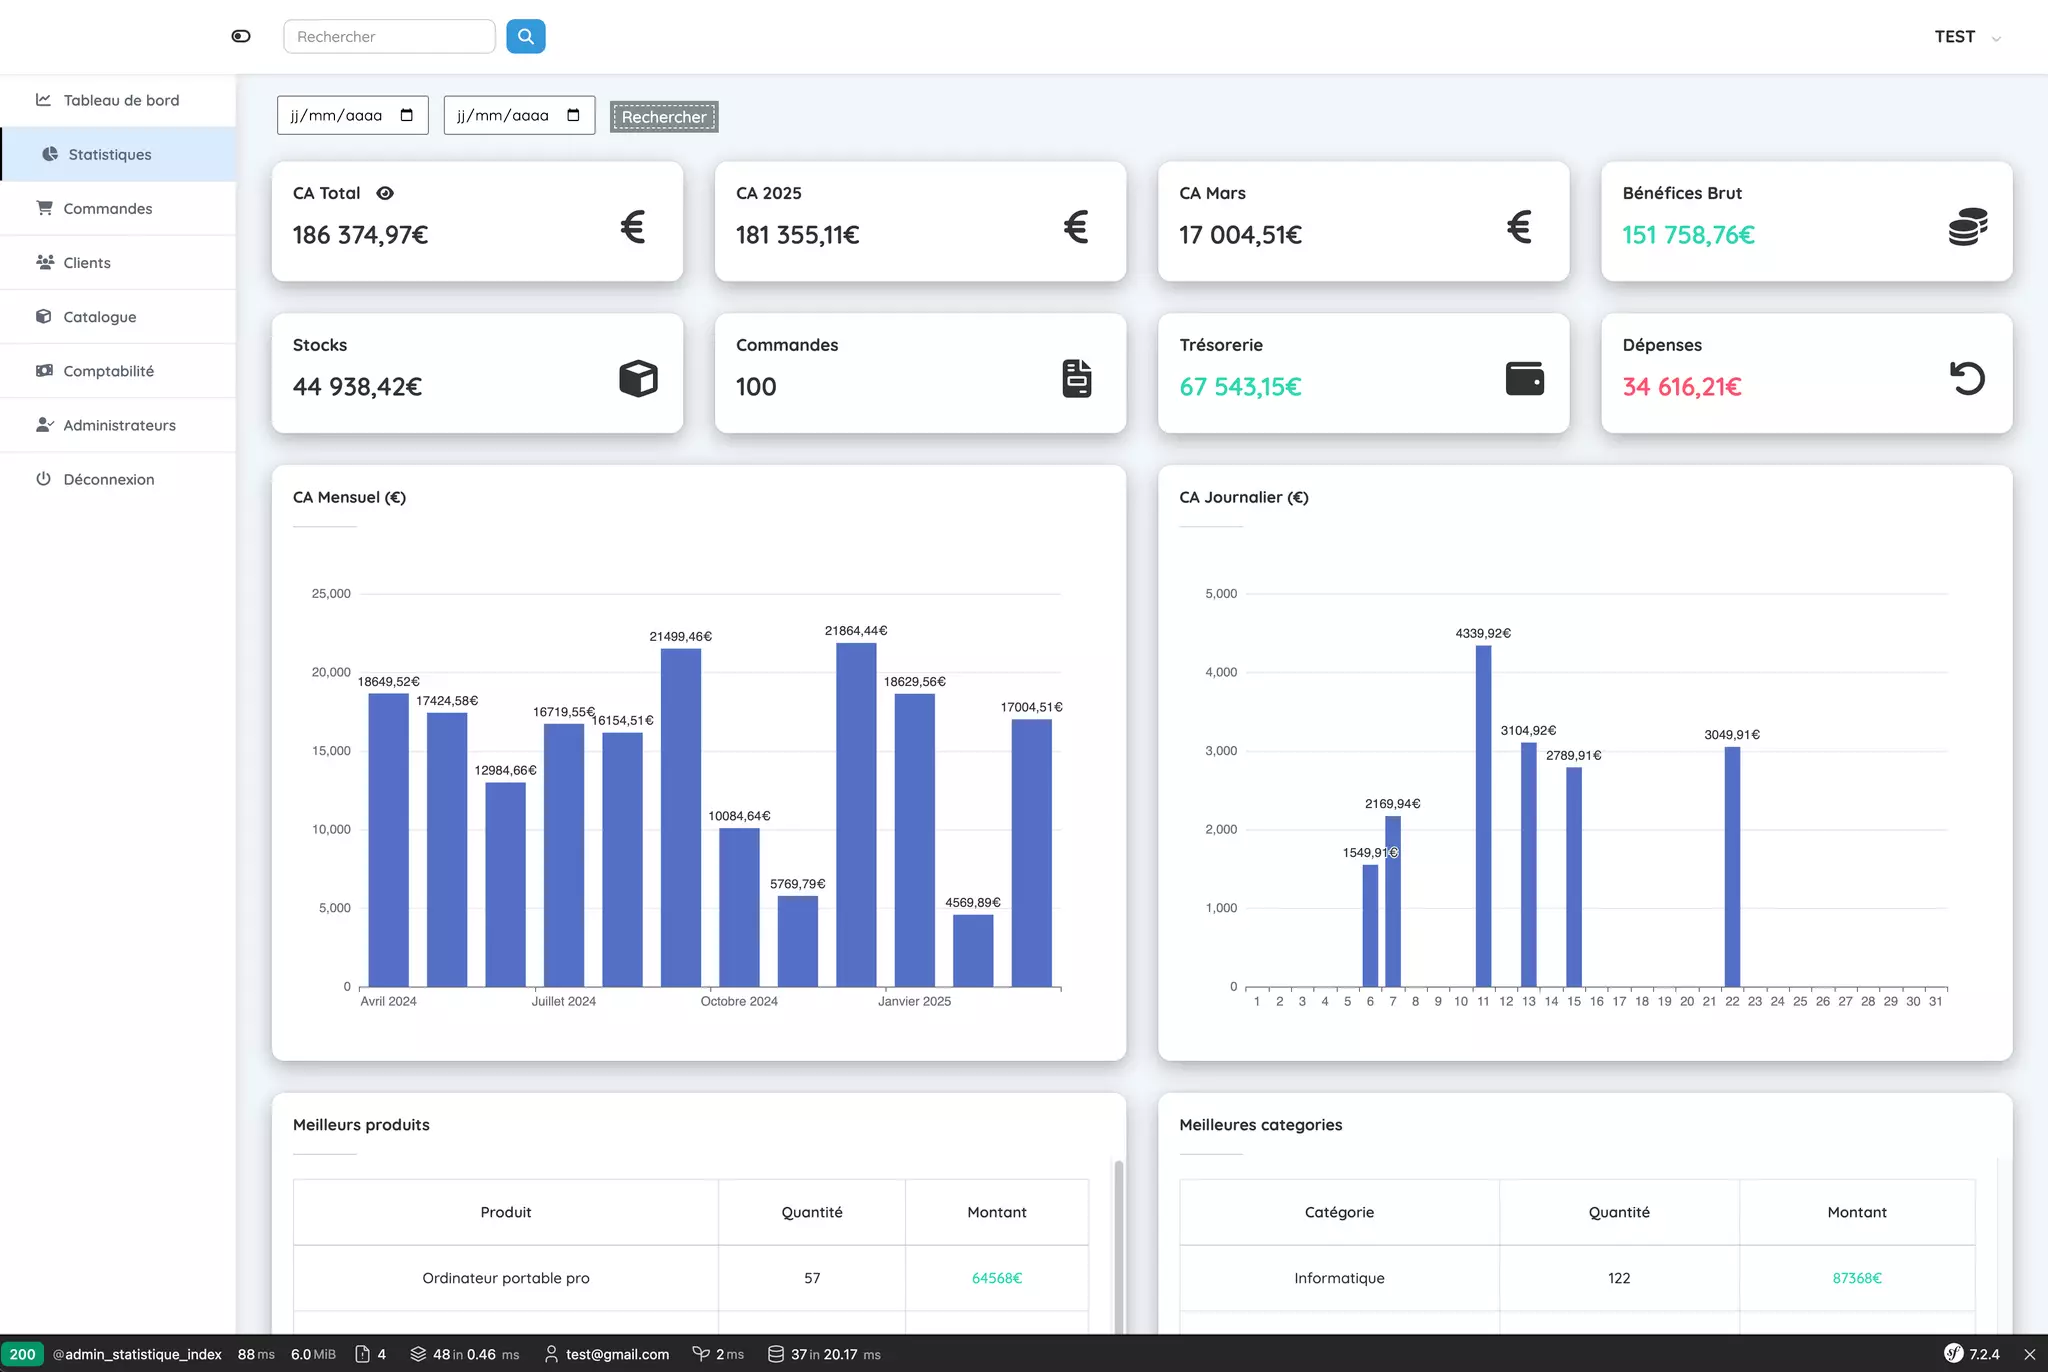 Rechercher
TEST
Tableau de bord
Statistiques
Commandes
Clients
Catalogue
Comptabilité
Administrateurs
Déconnexion
jj/mm/aaaa jj/mm/aaaa Rechercher
CA Total
186 374,97€
CA 2025
181 355,11€
CA Mars
17 004,51€
Bénéfices Brut
151 758,76€
Stocks
44 938,42€
Commandes
100
Trésorerie
67 543,15€
Dépenses
34 616,21€
CA Mensuel (€)
25,000
20,000
15,000
10,000
5,000
0
18649,52€
17424,58€
12984,66€
16719,55€
16154,51€
21499,46€
10084,64€
5769,79€
21864,44€
18629,56€
4569,89€
17004,51€
Avril 2024 Juillet 2024 Octobre 2024 Janvier 2025
CA Journalier (€)
5,000
4,000
3,000
2,000
1,000
0
1549,91€
2169,94€
4339,92€
3104,92€
2789,91€
3049,91€
1 2 3 4 5 6 7 8 9 10 11 12 13 14 15 16 17 18 19 20 21 22 23 24 25 26 27 28 29 30 31
Meilleurs produits
Produit Quantité Montant
Ordinateur portable pro 57 64568€
Meilleures categories
Catégorie Quantité Montant
Informatique 122 87368€
200 @admin_statistique_index 88 ms 6.0 MiB 4 48 in 0.46 ms test@gmail.com 2 ms 37 in 20.17 ms sf 7.2.4